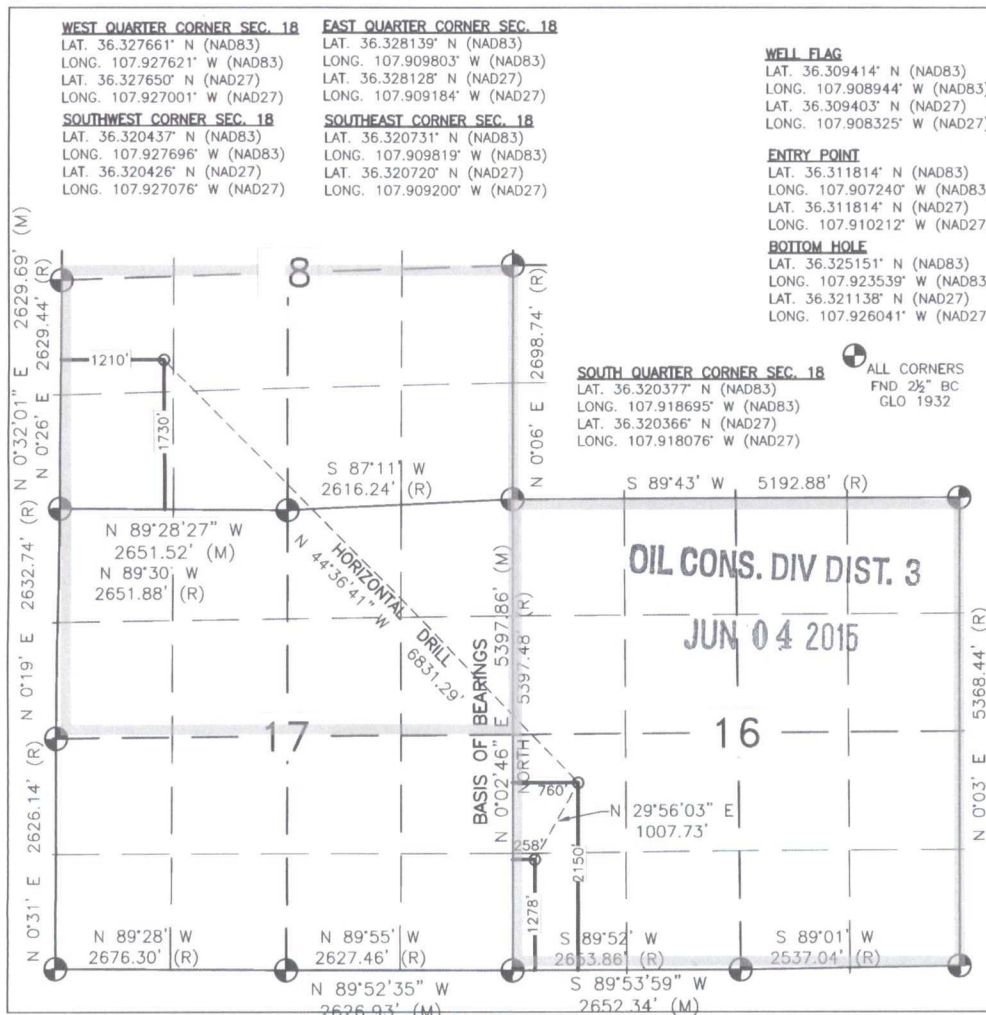 WEST QUARTER CORNER SEC. 18
LAT. 36.327661° N (NAD83)
LONG. 107.927621° W (NAD83)
LAT. 36.327650° N (NAD27)
LONG. 107.927001° W (NAD27)
SOUTHWEST CORNER SEC. 18
LAT. 36.320437° N (NAD83)
LONG. 107.927696° W (NAD83)
LAT. 36.320426° N (NAD27)
LONG. 107.927076° W (NAD27)
EAST QUARTER CORNER SEC. 18
LAT. 36.328139° N (NAD83)
LONG. 107.909803° W (NAD83)
LAT. 36.328128° N (NAD27)
LONG. 107.909184° W (NAD27)
SOUTHEAST CORNER SEC. 18
LAT. 36.320731° N (NAD83)
LONG. 107.909819° W (NAD83)
LAT. 36.320720° N (NAD27)
LONG. 107.909200° W (NAD27)
WELL FLAG
LAT. 36.309414° N (NAD83)
LONG. 107.908944° W (NAD83)
LAT. 36.309403° N (NAD27)
LONG. 107.908325° W (NAD27)
ENTRY POINT
LAT. 36.311814° N (NAD83)
LONG. 107.907240° W (NAD83
LAT. 36.311814° N (NAD27)
LONG. 107.910212° W (NAD27
BOTTOM HOLE
LAT. 36.325151° N (NAD83)
LONG. 107.923539° W (NAD83
LAT. 36.321138° N (NAD27)
LONG. 107.926041° W (NAD27
SOUTH QUARTER CORNER SEC. 18
LAT. 36.320377° N (NAD83)
LONG. 107.918695° W (NAD83)
LAT. 36.320366° N (NAD27)
LONG. 107.918076° W (NAD27)
ALL CORNERS
FND 2½" BC
GLO 1932
N 0°32'01" E 2629.69' (M)
N 0°26' E 2629.44' (R)
8
1210'
1730'
N 0°06' E 2698.74' (R)
S 87°11' W
2616.24' (R)
S 89°43' W 5192.88' (R)
N 89°28'27" W
2651.52' (M)
N 89°30' W
2651.88' (R)
HORIZONTAL DRILL
N 44°36'41" W 6831.29'
OIL CONS. DIV DIST. 3
JUN 04 2015
N 0°19' E 2632.74' (R)
BASIS OF BEARINGS
N 0°02'46" E 5397.86' (M)
NORTH 5397.48' (R)
17
16
N 0°03' E 5368.44' (R)
760'
N 29°56'03" E
1007.73'
258'
2150'
1278'
N 0°31' E 2626.14' (R)
N 89°28' W
2676.30' (R)
N 89°55' W
2627.46' (R)
S 89°52' W
2653.86' (R)
S 89°01' W
2537.04' (R)
N 89°52'35" W
2626.93' (M)
S 89°53'59" W
2652.34' (M)